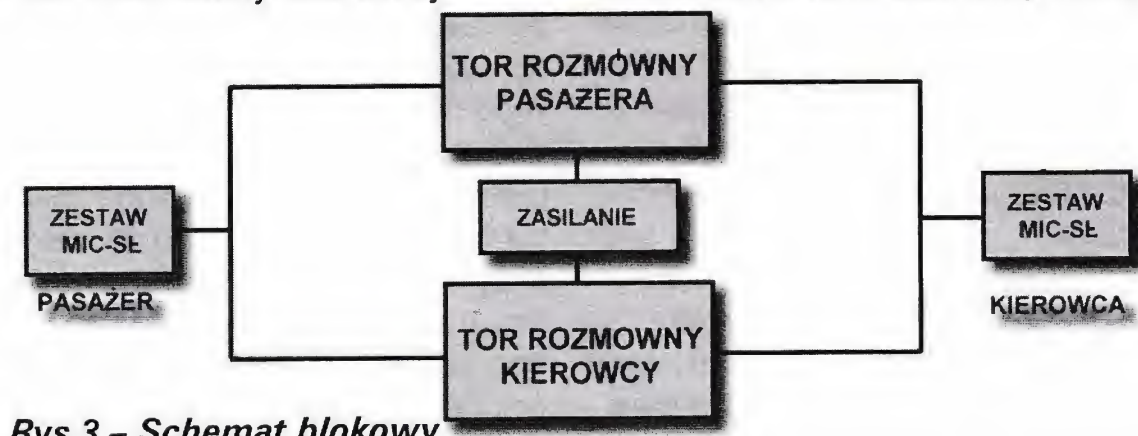 TOR ROZMÓWNY
PASAŻERA
ZESTAW
MIC-SŁ
PASAŻER
ZASILANIE
ZESTAW
MIC-SŁ
KIEROWCA
TOR ROZMOWNY
KIEROWCY
Rys 3 – Schemat blokowy